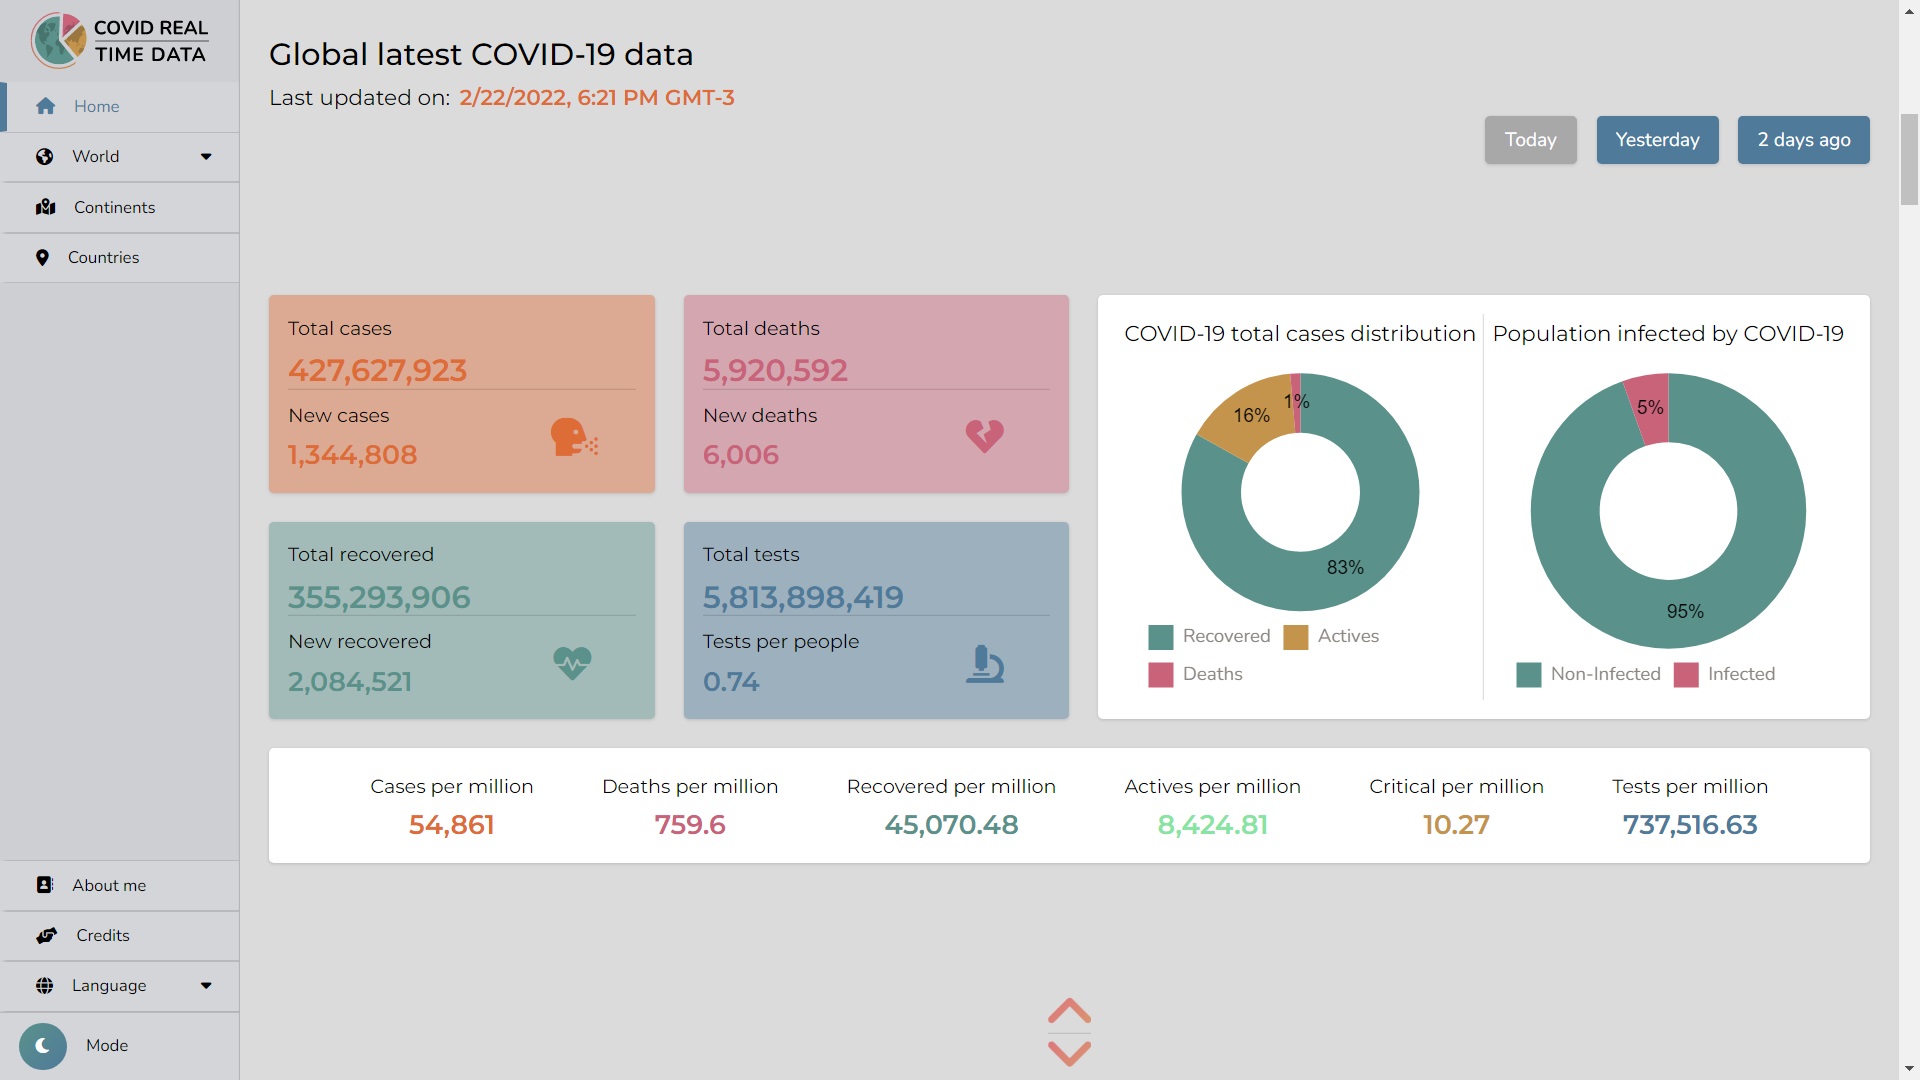 COVID REAL
TIME DATA
Home
World
Continents
Countries
About me
Credits
Language
Mode
Global latest COVID-19 data
Last updated on: 2/22/2022, 6:21 PM GMT-3
Today
Yesterday
2 days ago
Total cases
427,627,923
New cases
1,344,808
Total deaths
5,920,592
New deaths
6,006
Total recovered
355,293,906
New recovered
2,084,521
Total tests
5,813,898,419
Tests per people
0.74
COVID-19 total cases distribution
16%
1%
83%
Recovered
Actives
Deaths
Population infected by COVID-19
5%
95%
Non-Infected
Infected
Cases per million
54,861
Deaths per million
759.6
Recovered per million
45,070.48
Actives per million
8,424.81
Critical per million
10.27
Tests per million
737,516.63